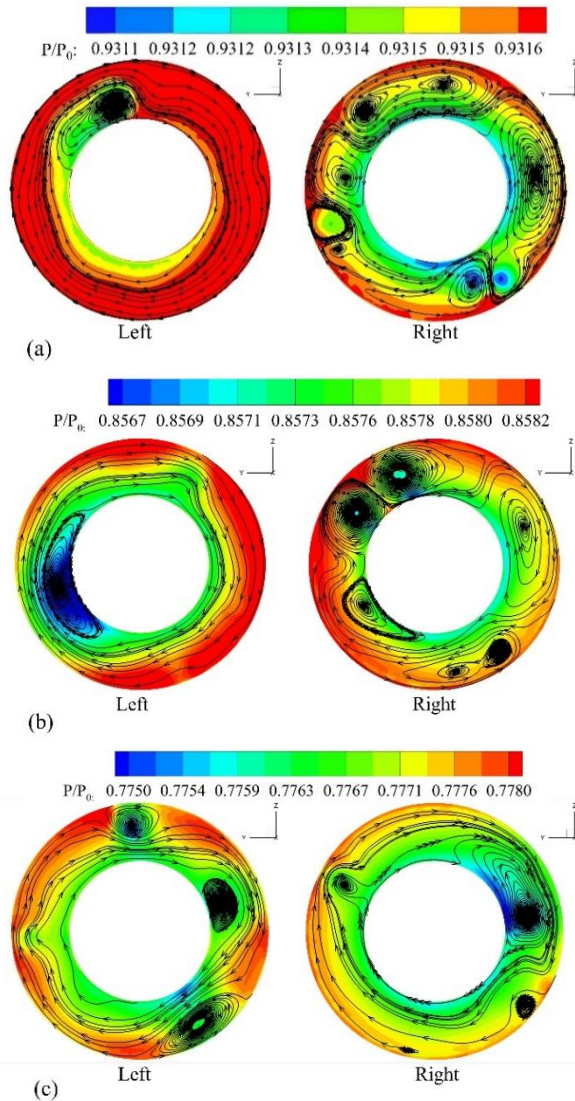 P/P₀: 0.9311 0.9312 0.9312 0.9313 0.9314 0.9315 0.9315 0.9316
Z Y X Z Y X
Left Right
(a)
P/P₀: 0.8567 0.8569 0.8571 0.8573 0.8576 0.8578 0.8580 0.8582
Z Y X Z Y X
Left Right
(b)
P/P₀: 0.7750 0.7754 0.7759 0.7763 0.7767 0.7771 0.7776 0.7780
Z Y X Z Y X
Left Right
(c)